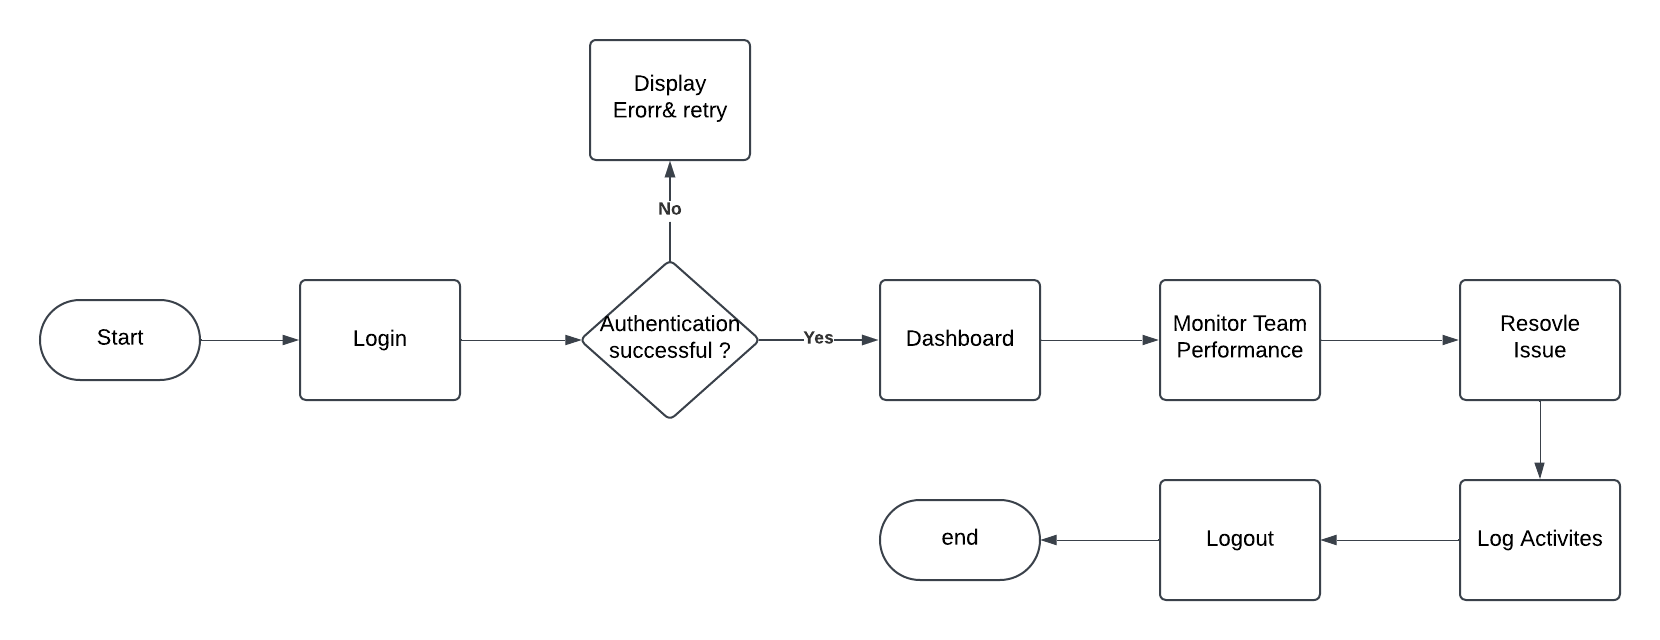 Display
Erorr& retry
No
Start
Login
Authentication
successful ?
Yes
Dashboard
Monitor Team
Performance
Resovle
Issue
end
Logout
Log Activites